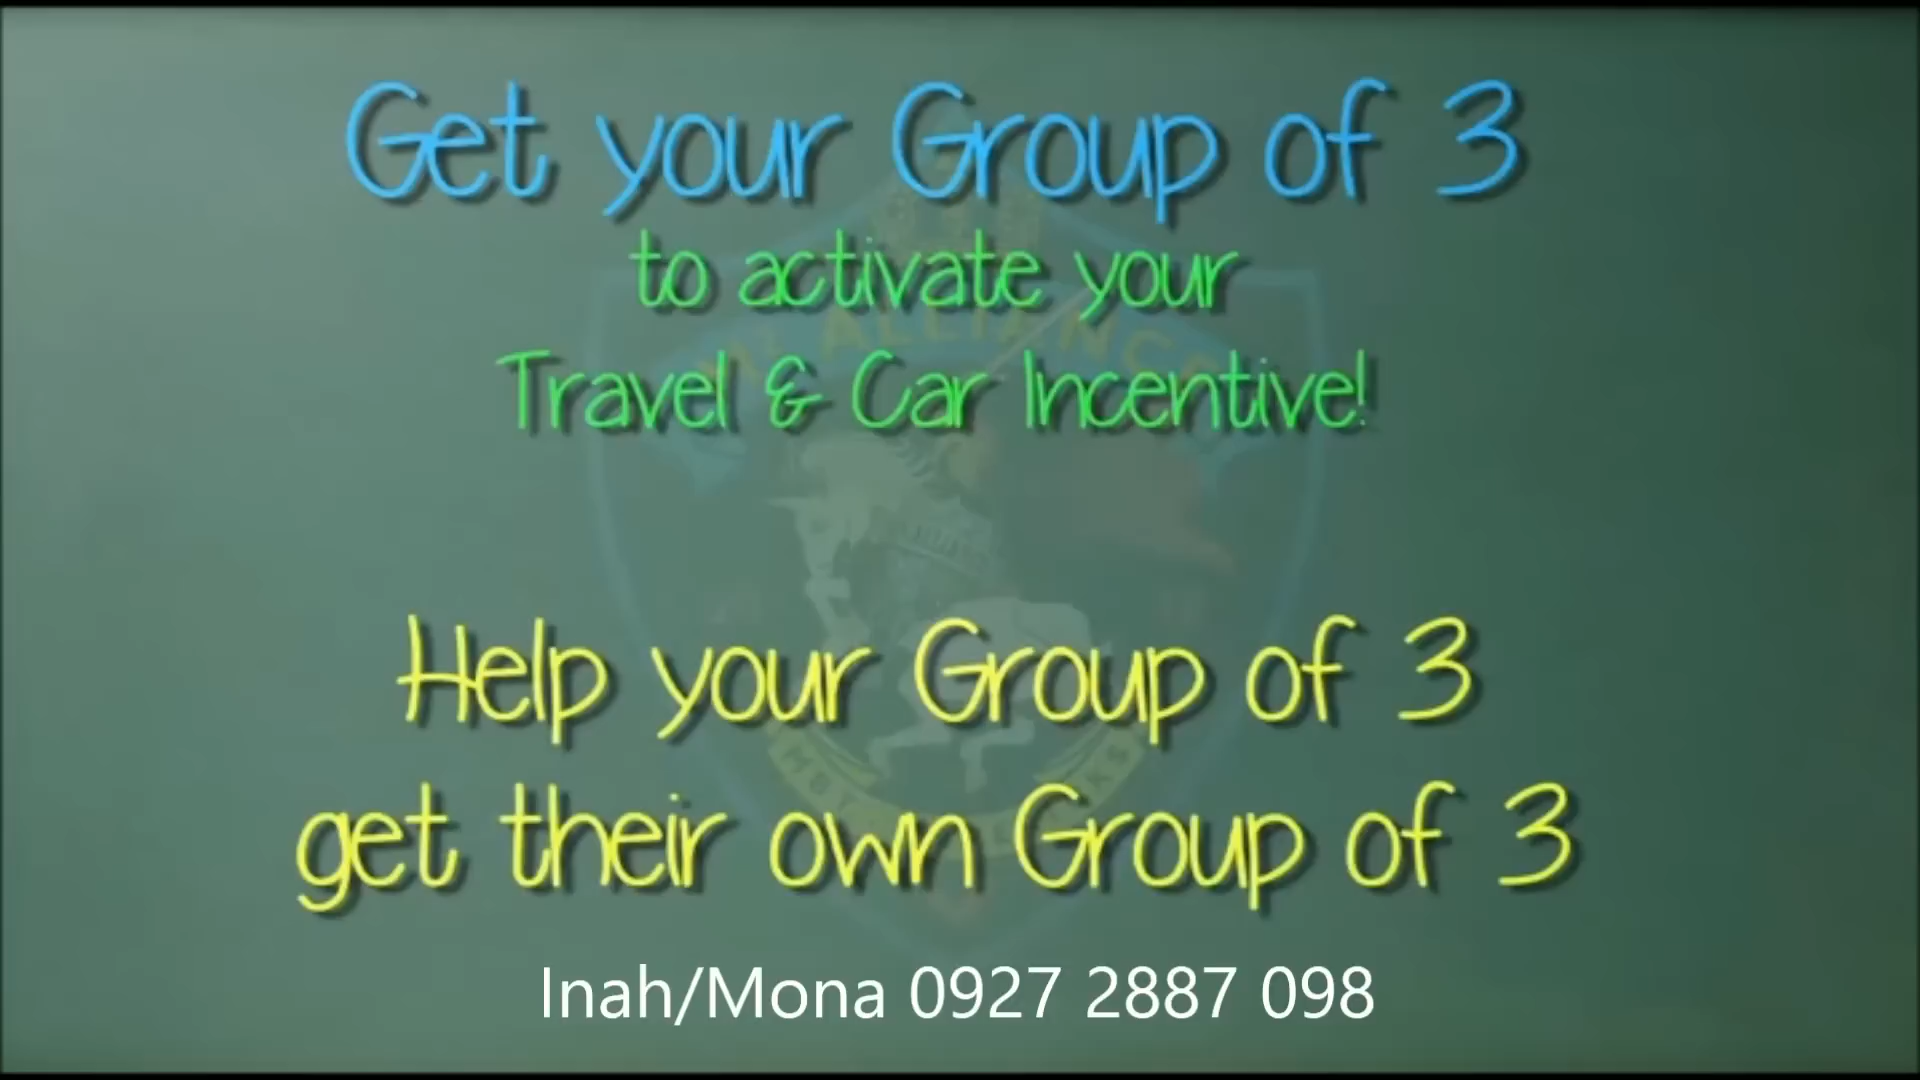 Get your Group of 3
to activate your
Travel & Car Incentive!
ALLIANCE
Help your Group of 3
get their own Group of 3
Inah/Mona 0927 2887 098